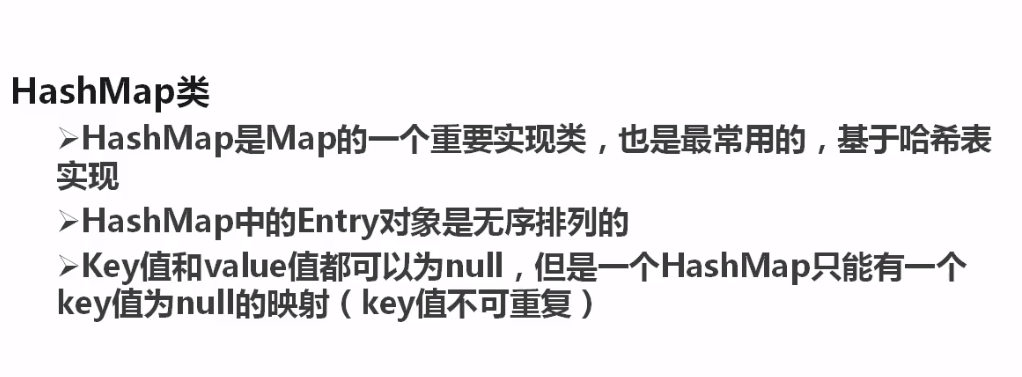 HashMap类
➢HashMap是Map的一个重要实现类，也是最常用的，基于哈希表
实现
➢HashMap中的Entry对象是无序排列的
➢Key值和value值都可以为null，但是一个HashMap只能有一个
key值为null的映射（key值不可重复）